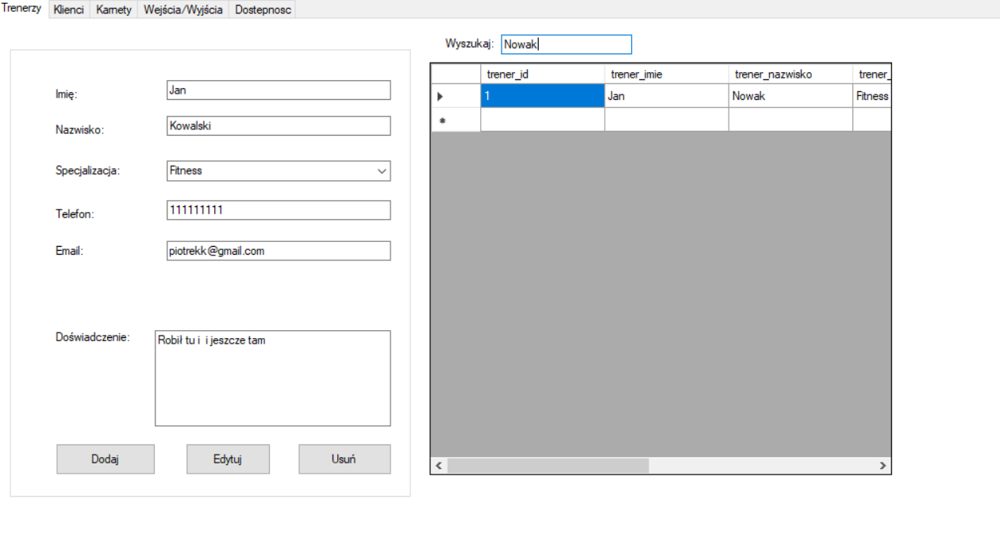 Trenerzy Klienci Karnety Wejścia/Wyjścia Dostepnosc
Wyszukaj: Nowak
Imię: Jan
Nazwisko: Kowalski
Specjalizacja: Fitness
Telefon: 111111111
Email: piotrekk@gmail.com
Doświadczenie: Robił tu i i jeszcze tam
Dodaj Edytuj Usuń
trener_id trener_imie trener_nazwisko trener_
1 Jan Nowak Fitness